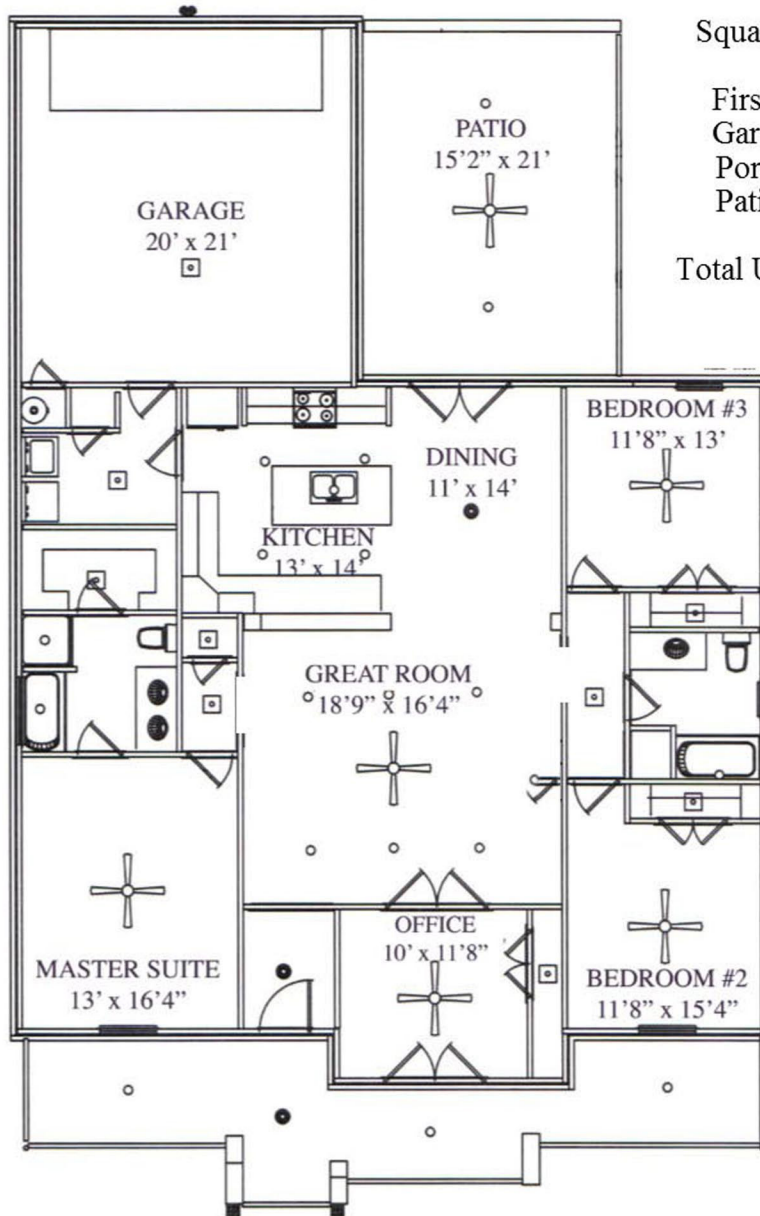 Squa
Firs
Gar
Por
Pati
Total U
PATIO
15’2” x 21’
GARAGE
20’ x 21’
BEDROOM #3
11’8” x 13’
DINING
11’ x 14’
KITCHEN
13’ x 14’
GREAT ROOM
18’9” x 16’4”
OFFICE
10’ x 11’8”
MASTER SUITE
13’ x 16’4”
BEDROOM #2
11’8” x 15’4”